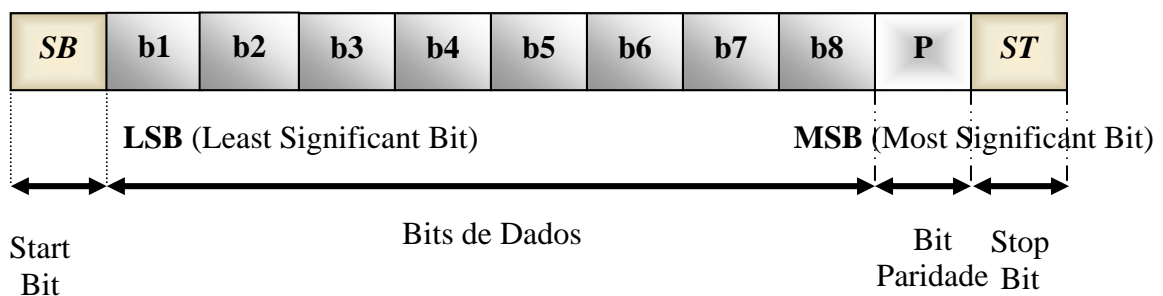 SB b1 b2 b3 b4 b5 b6 b7 b8 P ST
LSB (Least Significant Bit) MSB (Most Significant Bit)
Start Bit
Bits de Dados
Bit Paridade
Stop Bit